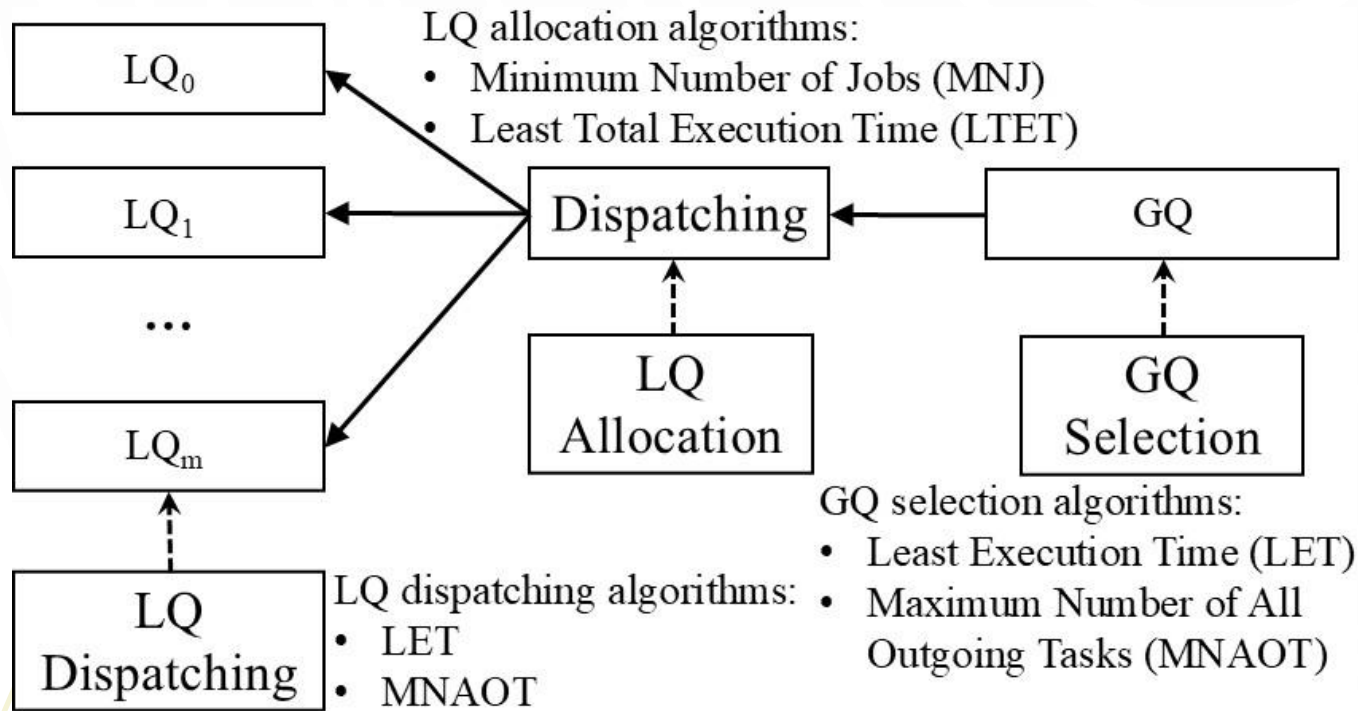 LQ allocation algorithms:
• Minimum Number of Jobs (MNJ)
• Least Total Execution Time (LTET)
LQ₀
LQ₁
...
LQₘ
Dispatching
GQ
LQ
Allocation
GQ
Selection
GQ selection algorithms:
• Least Execution Time (LET)
• Maximum Number of All
Outgoing Tasks (MNAOT)
LQ
Dispatching
LQ dispatching algorithms:
• LET
• MNAOT